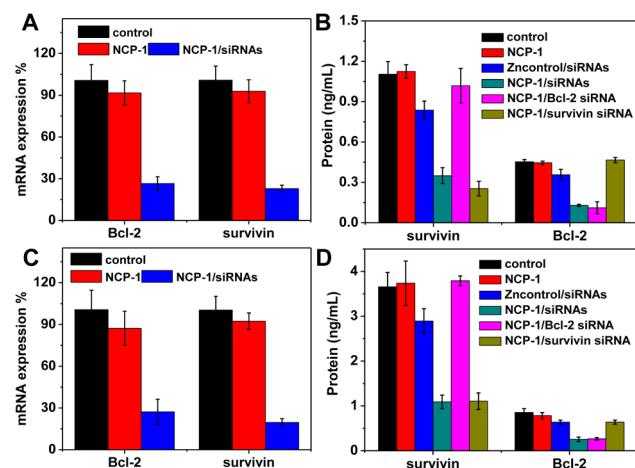 A
control
NCP-1
NCP-1/siRNAs
mRNA expression %
120
90
60
30
0
Bcl-2
survivin
B
control
NCP-1
Zncontrol/siRNAs
NCP-1/siRNAs
NCP-1/Bcl-2 siRNA
NCP-1/survivin siRNA
Protein (ng/mL)
1.5
1.2
0.9
0.6
0.3
0.0
survivin
Bcl-2
C
control
NCP-1
NCP-1/siRNAs
mRNA expression %
120
90
60
30
0
Bcl-2
survivin
D
control
NCP-1
Zncontrol/siRNAs
NCP-1/siRNAs
NCP-1/Bcl-2 siRNA
NCP-1/survivin siRNA
Protein (ng/mL)
4
3
2
1
0
survivin
Bcl-2